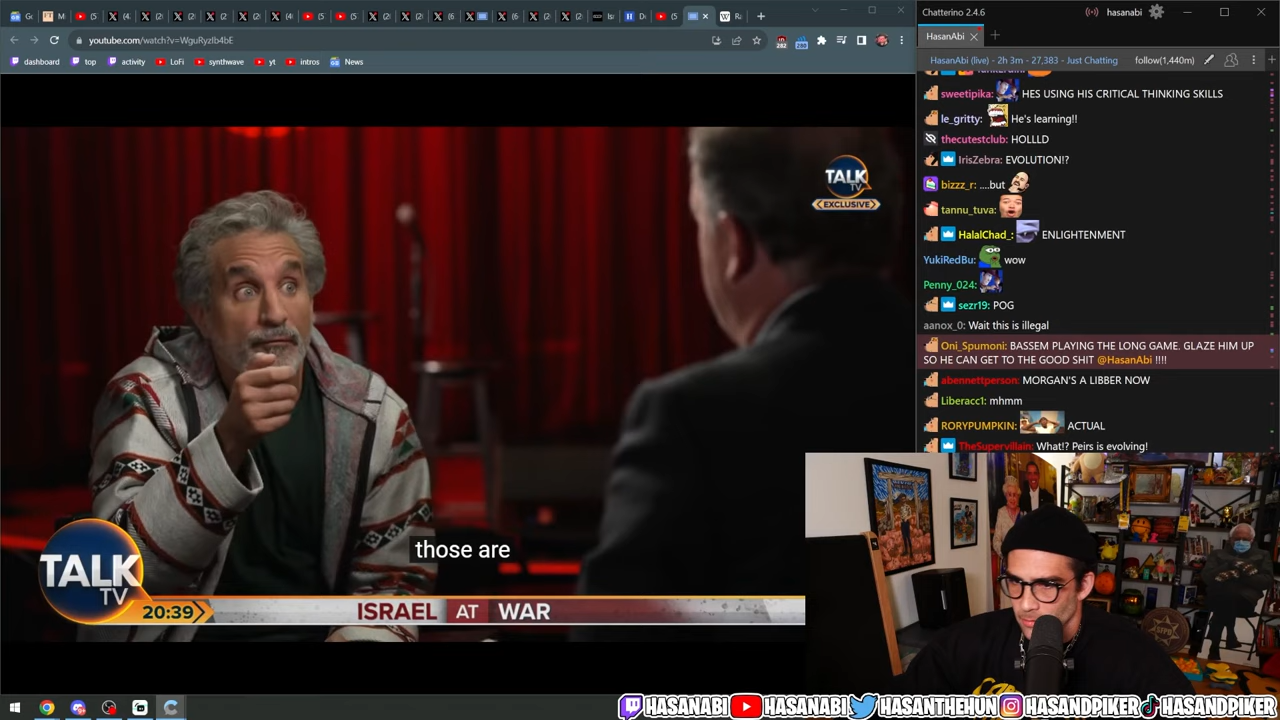 Chatterino 2.4.6
hasanabi
HasanAbi
youtube.com/watch?v=WguRyzJb4bE
282
280
dashboard
top
activity
LoFi
synthwave
yt
intros
News
HasanAbi (live) - 2h 3m - 27,383 - Just Chatting
follow(1,440m)
sweetipika: HES USING HIS CRITICAL THINKING SKILLS
le_gritty: He's learning!!
thecutestclub: HOLLLD
IrisZebra: EVOLUTION!?
bizzz_r: ....but
tannu_tuva:
HalalChad_: ENLIGHTENMENT
YukiRedBu: wow
Penny_024:
sezr19: POG
aanox_0: Wait this is illegal
Oni_Spumoni: BASSEM PLAYING THE LONG GAME. GLAZE HIM UP
SO HE CAN GET TO THE GOOD SHIT @HasanAbi !!!!
abennettperson: MORGAN'S A LIBBER NOW
Liberacc1: mhmm
RORYPUMPKIN: ACTUAL
TheSupervillain: What!? Peirs is evolving!
TALK
TV
EXCLUSIVE
those are
TALK
TV
20:39
ISRAEL AT WAR
HASANABI
HASANABI
HASANTHEHUN
HASANDPIKER
HASANDPIKER